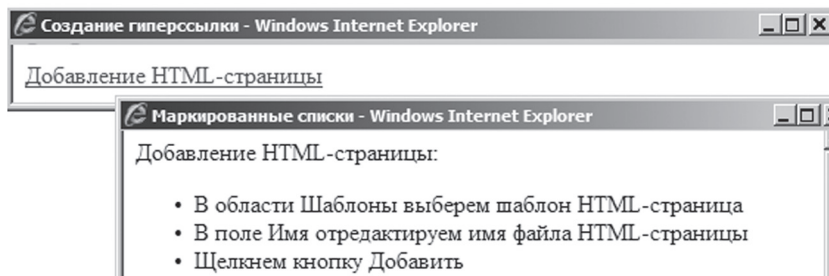 Создание гиперссылки - Windows Internet Explorer
Добавление HTML-страницы
Маркированные списки - Windows Internet Explorer
Добавление HTML-страницы:
• В области Шаблоны выберем шаблон HTML-страница
• В поле Имя отредактируем имя файла HTML-страницы
• Щелкнем кнопку Добавить